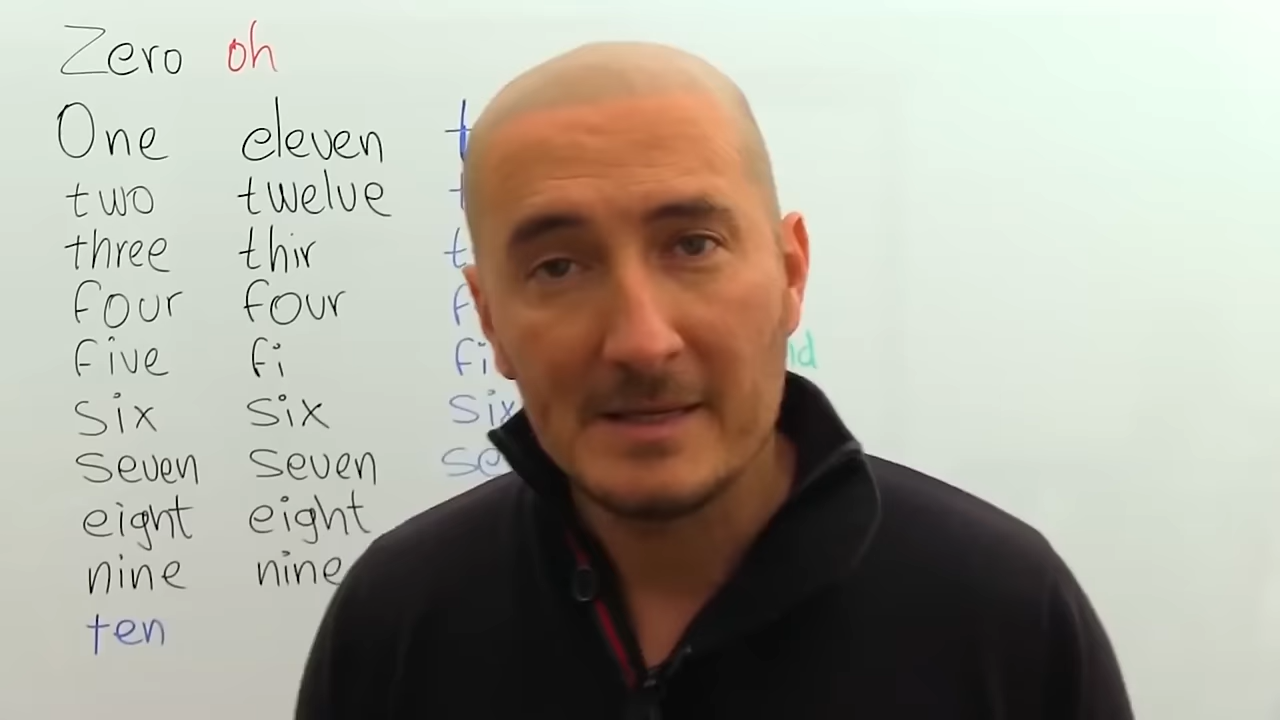 Zero oh
One eleven
two twelve
three thir
four four
five fi
six six
seven seven
eight eight
nine nine
ten